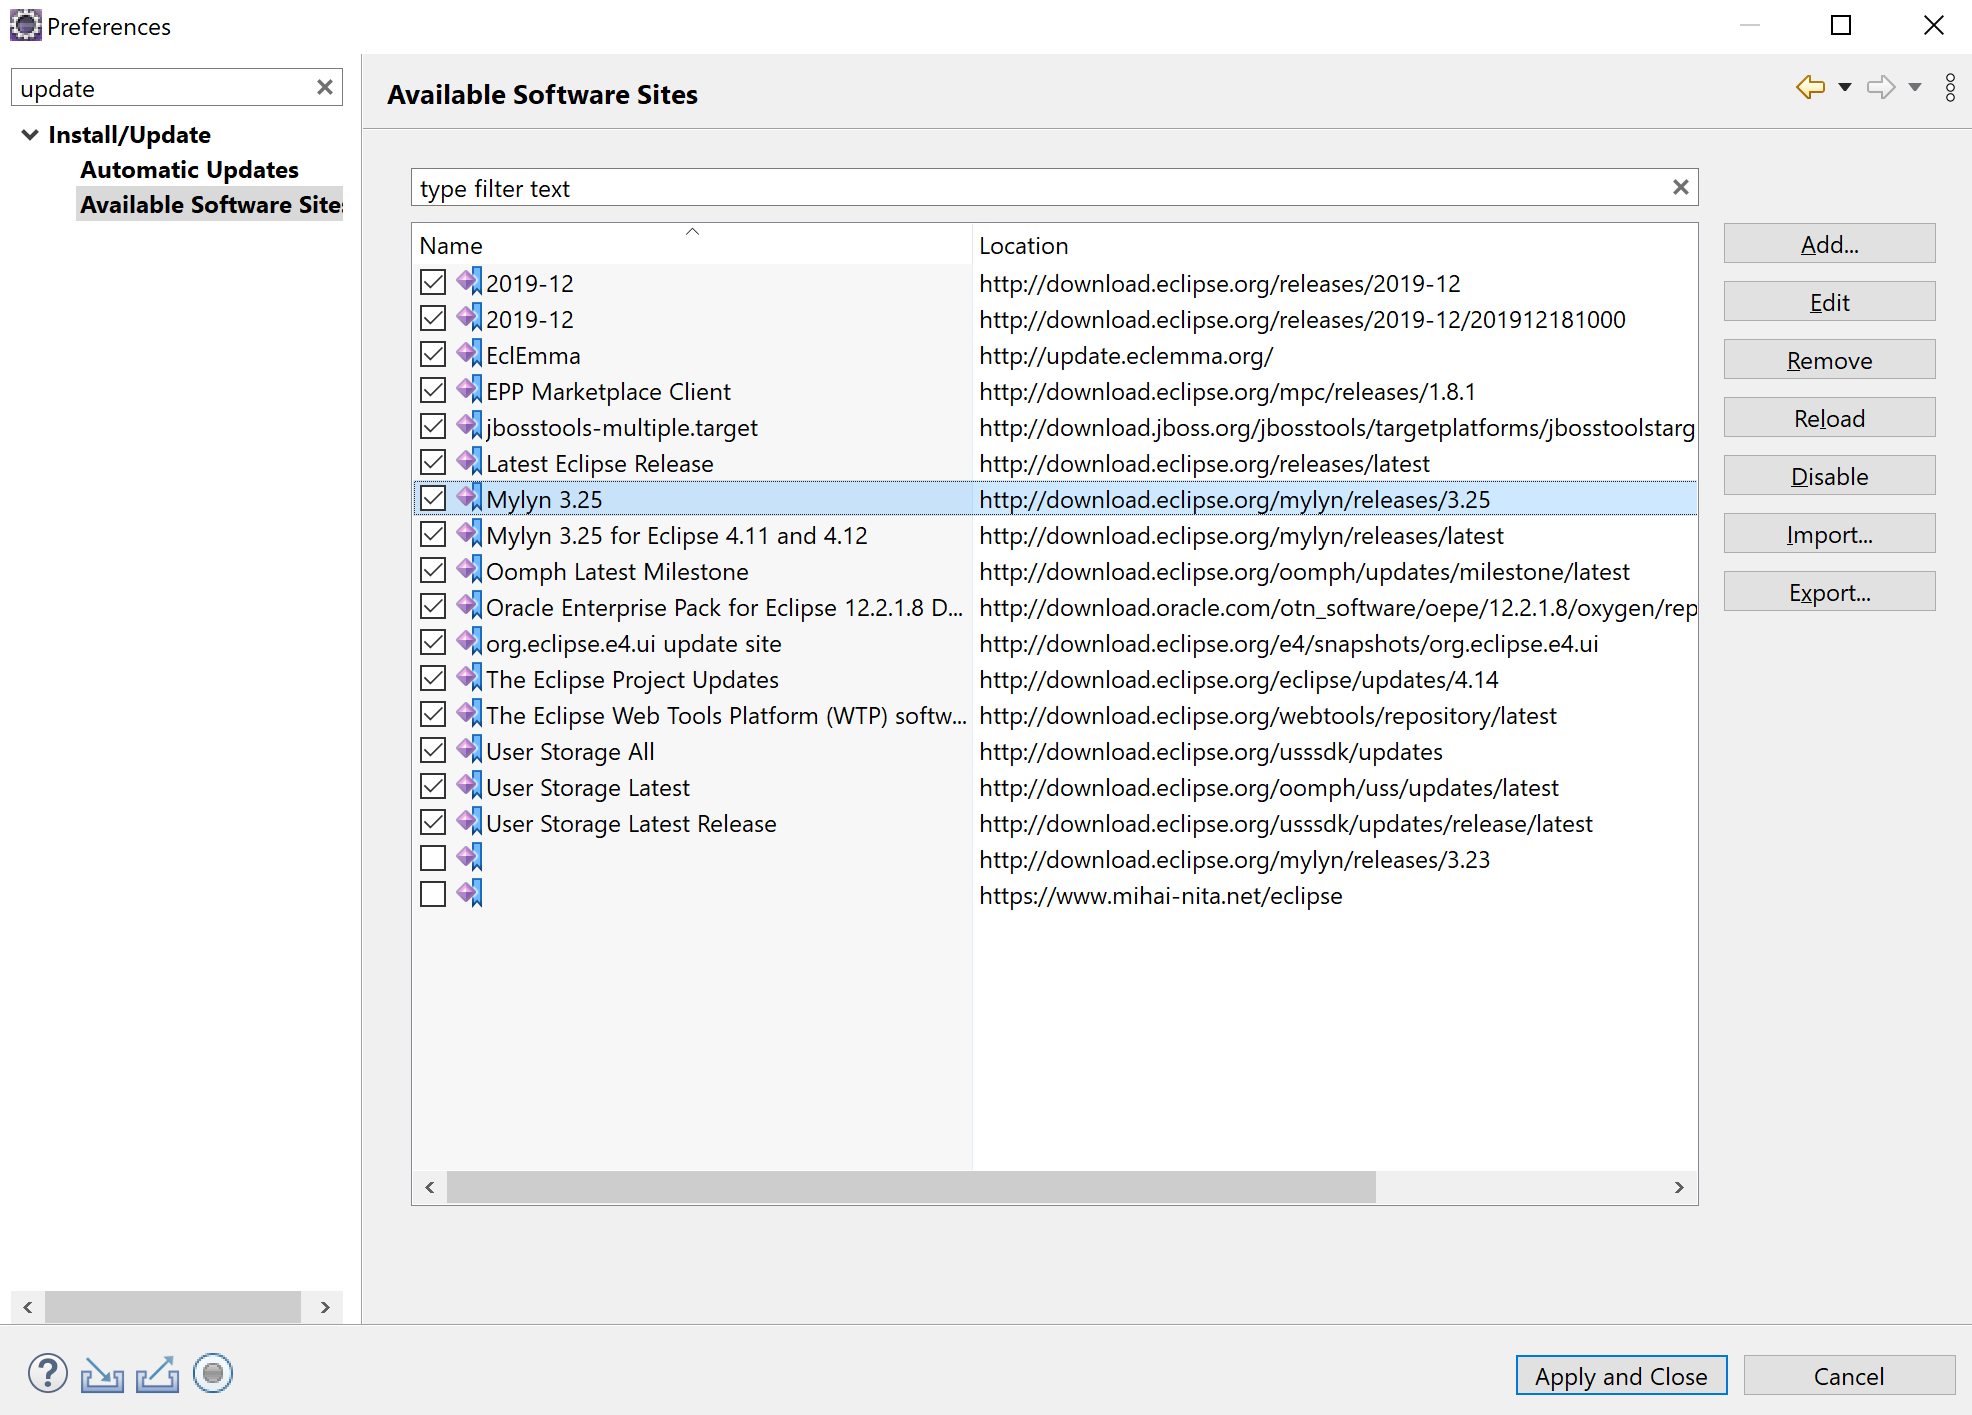 Preferences
update
Install/Update
Automatic Updates
Available Software Sites
Available Software Sites
type filter text
Name Location
2019-12 http://download.eclipse.org/releases/2019-12
2019-12 http://download.eclipse.org/releases/2019-12/201912181000
EclEmma http://update.eclemma.org/
EPP Marketplace Client http://download.eclipse.org/mpc/releases/1.8.1
jbosstools-multiple.target http://download.jboss.org/jbosstools/targetplatforms/jbosstoolstarg
Latest Eclipse Release http://download.eclipse.org/releases/latest
Mylyn 3.25 http://download.eclipse.org/mylyn/releases/3.25
Mylyn 3.25 for Eclipse 4.11 and 4.12 http://download.eclipse.org/mylyn/releases/latest
Oomph Latest Milestone http://download.eclipse.org/oomph/updates/milestone/latest
Oracle Enterprise Pack for Eclipse 12.2.1.8 D... http://download.oracle.com/otn_software/oepe/12.2.1.8/oxygen/rep
org.eclipse.e4.ui update site http://download.eclipse.org/e4/snapshots/org.eclipse.e4.ui
The Eclipse Project Updates http://download.eclipse.org/eclipse/updates/4.14
The Eclipse Web Tools Platform (WTP) softw... http://download.eclipse.org/webtools/repository/latest
User Storage All http://download.eclipse.org/usssdk/updates
User Storage Latest http://download.eclipse.org/oomph/uss/updates/latest
User Storage Latest Release http://download.eclipse.org/usssdk/updates/release/latest
http://download.eclipse.org/mylyn/releases/3.23
https://www.mihai-nita.net/eclipse
Add...
Edit
Remove
Reload
Disable
Import...
Export...
Apply and Close
Cancel